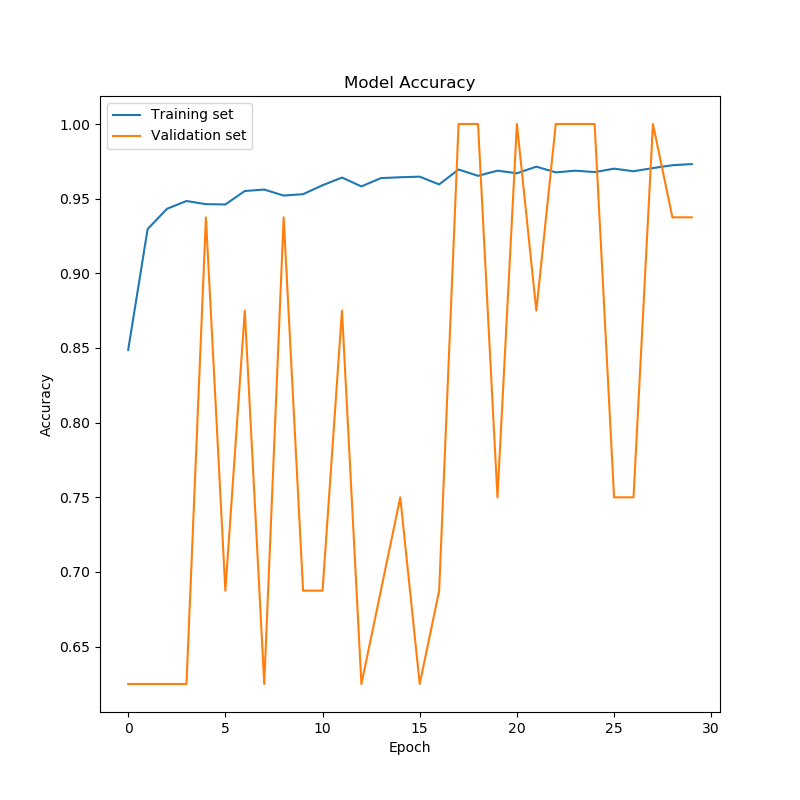 Model Accuracy
Training set
Validation set
1.00
0.95
0.90
0.85
0.80
0.75
0.70
0.65
Accuracy
0 5 10 15 20 25 30
Epoch